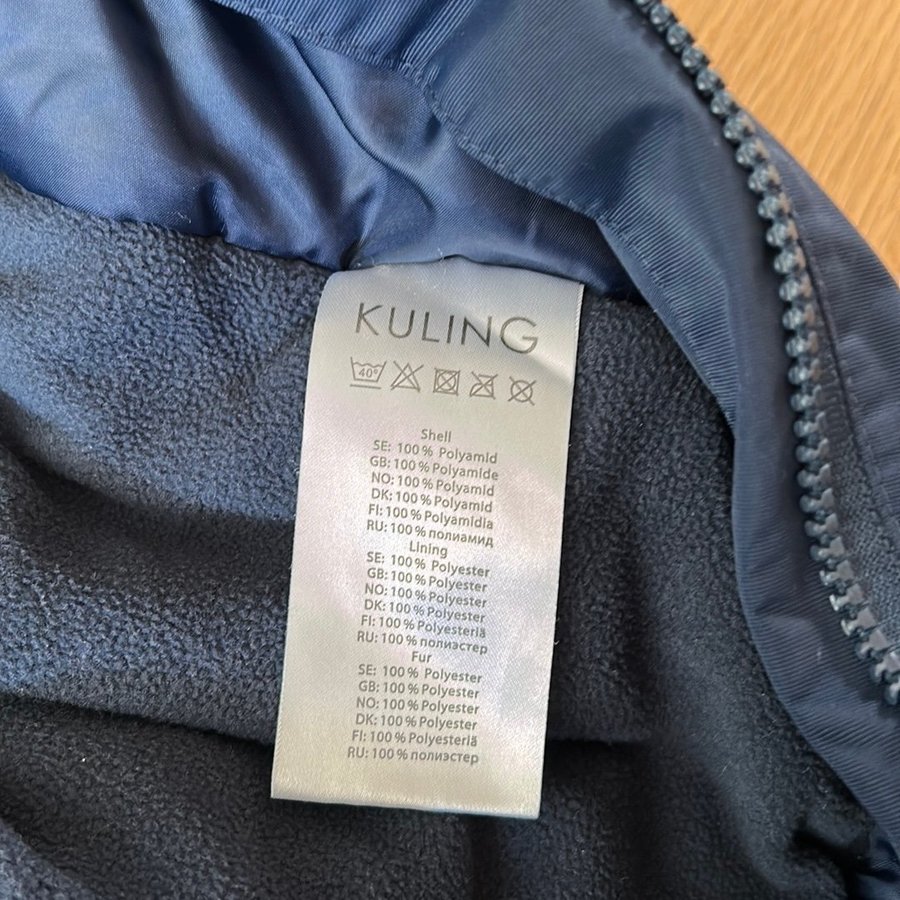 KULING
40°
Shell
SE: 100 % Polyamid
GB: 100 % Polyamide
NO: 100 % Polyamid
DK: 100 % Polyamid
FI: 100 % Polyamidia
RU: 100 % полиамид
Lining
SE: 100 % Polyester
GB: 100 % Polyester
NO: 100 % Polyester
DK: 100 % Polyester
FI: 100 % Polyesteriä
RU: 100 % полиэстер
Fur
SE: 100 % Polyester
GB: 100 % Polyester
NO: 100 % Polyester
DK: 100 % Polyester
FI: 100 % Polyesteriä
RU: 100 % полиэстер